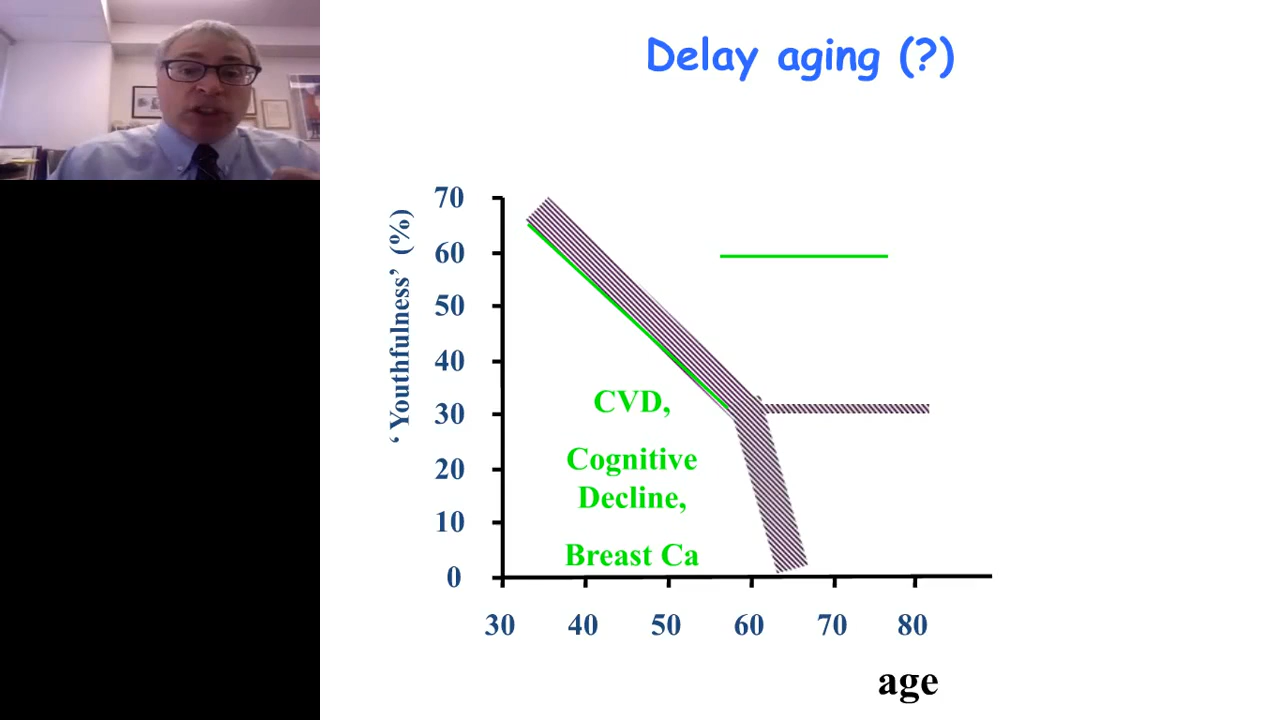 Delay aging (?)
‘Youthfulness’ (%)
70
60
50
40
30
20
10
0
CVD,
Cognitive
Decline,
Breast Ca
30 40 50 60 70 80
age